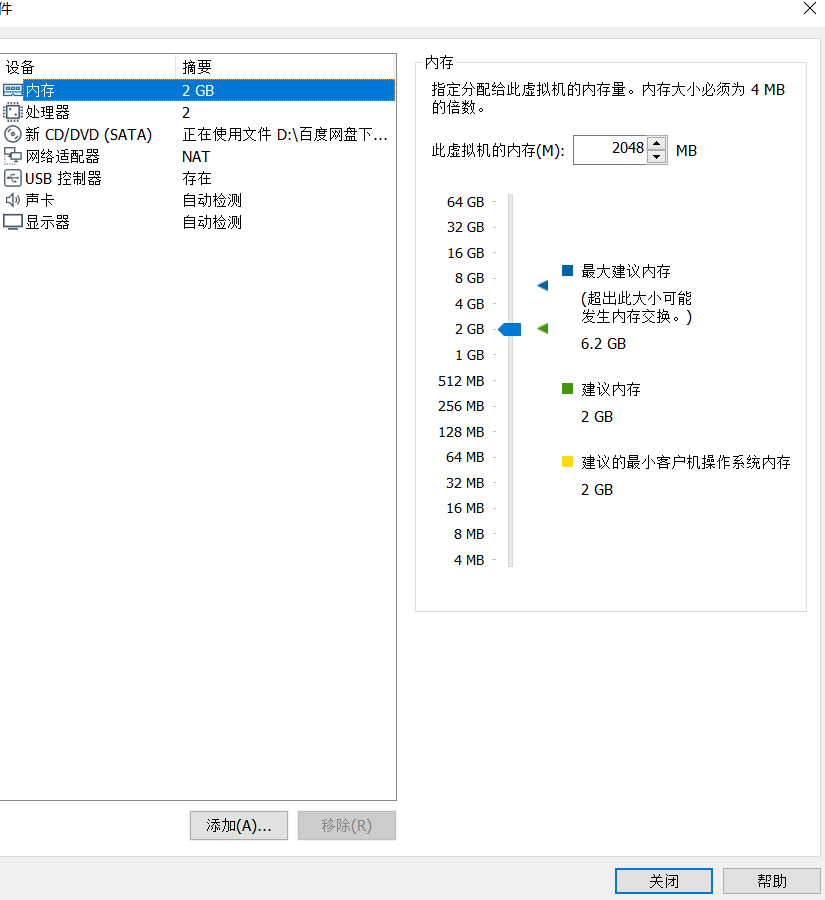 件
设备 摘要
内存 2 GB
处理器 2
新 CD/DVD (SATA) 正在使用文件 D:\百度网盘下...
网络适配器 NAT
USB 控制器 存在
声卡 自动检测
显示器 自动检测
添加(A)... 移除(R)
内存
指定分配给此虚拟机的内存量。内存大小必须为 4 MB
的倍数。
此虚拟机的内存(M): 2048 MB
64 GB
32 GB
16 GB
8 GB
4 GB
2 GB
1 GB
512 MB
256 MB
128 MB
64 MB
32 MB
16 MB
8 MB
4 MB
最大建议内存
(超出此大小可能
发生内存交换。)
6.2 GB
建议内存
2 GB
建议的最小客户机操作系统内存
2 GB
关闭 帮助